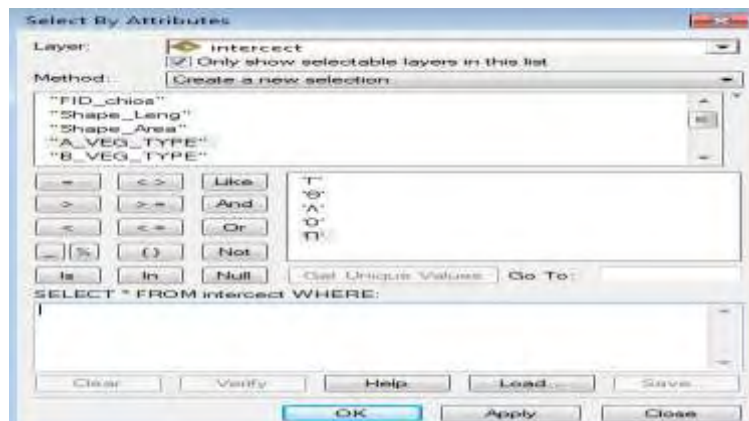 Select By Attributes
Layer: intercect
Only show selectable layers in this list
Method: Create a new selection
"FID_chios"
"Shape_Leng"
"Shape_Area"
"A_VEG_TYPE"
"B_VEG_TYPE"
= < > Like
> > = And
< < = Or
_ % ( ) Not
Is In Null
'Γ'
'Θ'
'Λ'
'Ο'
'Π'
Get Unique Values Go To:
SELECT * FROM intercect WHERE:
Clear Verify Help Load... Save...
OK Apply Close